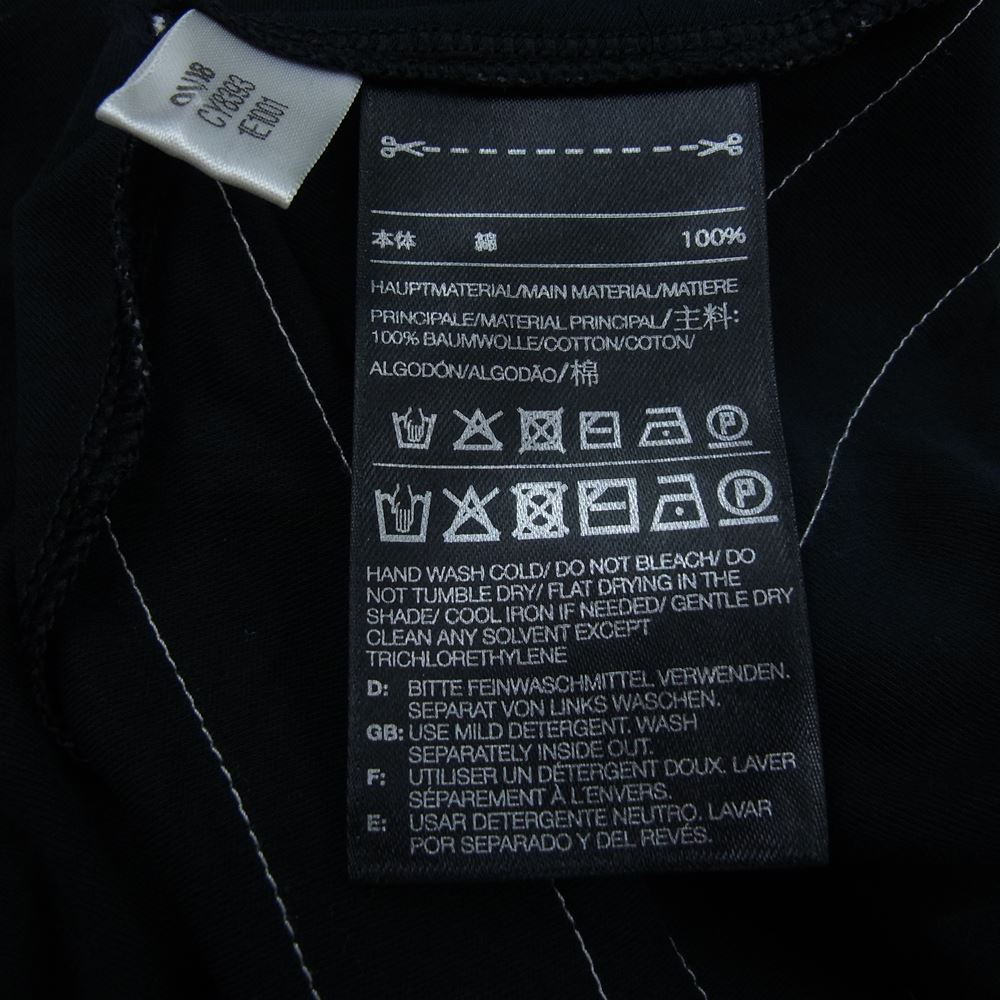 CY8393
1E1001
本体 綿 100%
HAUPTMATERIAL/MAIN MATERIAL/MATIERE
PRINCIPALE/MATERIAL PRINCIPAL/主料:
100% BAUMWOLLE/COTTON/COTON/
ALGODÓN/ALGODÃO/棉
HAND WASH COLD/ DO NOT BLEACH/ DO
NOT TUMBLE DRY/ FLAT DRYING IN THE
SHADE/ COOL IRON IF NEEDED/ GENTLE DRY
CLEAN ANY SOLVENT EXCEPT
TRICHLORETHYLENE
D: BITTE FEINWASCHMITTEL VERWENDEN.
SEPARAT VON LINKS WASCHEN.
GB: USE MILD DETERGENT. WASH
SEPARATELY INSIDE OUT.
F: UTILISER UN DÉTERGENT DOUX. LAVER
SÉPAREMENT À L'ENVERS.
E: USAR DETERGENTE NEUTRO. LAVAR
POR SEPARADO Y DEL REVÉS.